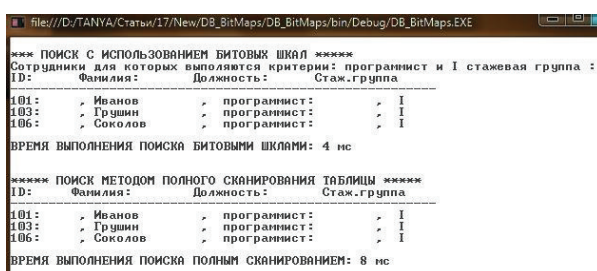 file:///D:/TANYA/Статьи/17/New/DB_BitMaps/DB_BitMaps/bin/Debug/DB_BitMaps.EXE
*** ПОИСК С ИСПОЛЬЗОВАНИЕМ БИТОВЫХ ШКАЛ *****
Сотрудники для которых выполяются критерии: программист и I стажевая группа :
ID: Фамилия: Должность: Стаж.группа
101: , Иванов , программист: , I
103: , Грушин , программист: , I
106: , Соколов , программист: , I
ВРЕМЯ ВЫПОЛНЕНИЯ ПОИСКА БИТОВЫМИ ШКЛАМИ: 4 мс
***** ПОИСК МЕТОДОМ ПОЛНОГО СКАНИРОВАНИЯ ТАБЛИЦЫ *****
ID: Фамилия: Должность: Стаж.группа
101: , Иванов , программист: , I
103: , Грушин , программист: , I
106: , Соколов , программист: , I
ВРЕМЯ ВЫПОЛНЕНИЯ ПОИСКА ПОЛНЫМ СКАНИРОВАНИЕМ: 8 мс